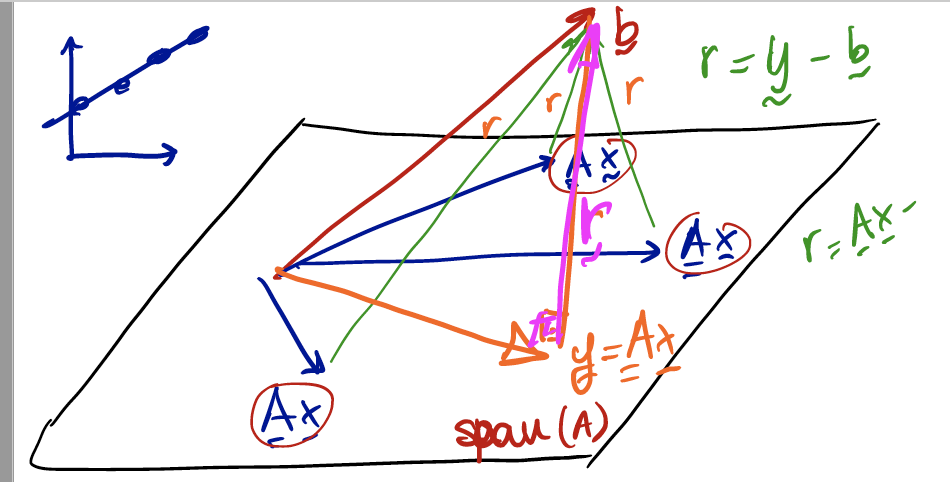 b
r = y - b
r
r
r
Ax
r
Ax
r = Ax -
y = Ax
Ax
span(A)